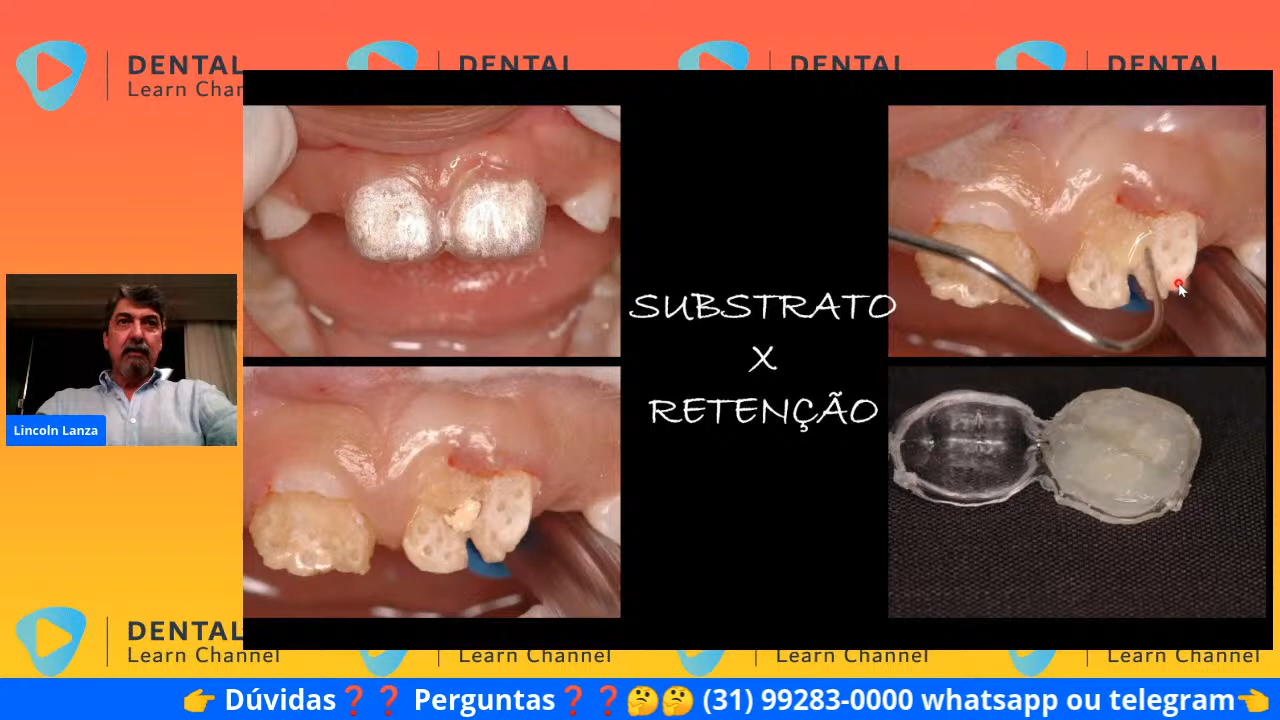 DENTAL
Learn Chan
DENTAL
DENTAL
DENTAL
SUBSTRATO
X
RETENÇÃO
Lincoln Lanza
DENTAL
Learn Channel
Learn Channel
Learn Channel
Learn Channel
👉 Dúvidas❓❓ Perguntas❓❓🤔🤔 (31) 99283-0000 whatsapp ou telegram👈